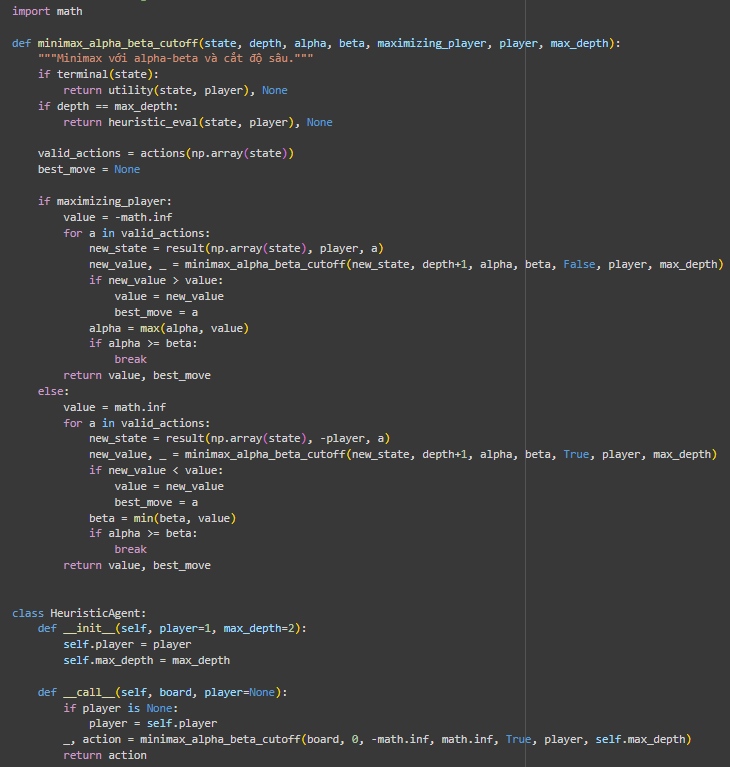 import math

def minimax_alpha_beta_cutoff(state, depth, alpha, beta, maximizing_player, player, max_depth):
    """Minimax với alpha-beta và cắt độ sâu."""
    if terminal(state):
        return utility(state, player), None
    if depth == max_depth:
        return heuristic_eval(state, player), None

    valid_actions = actions(np.array(state))
    best_move = None

    if maximizing_player:
        value = -math.inf
        for a in valid_actions:
            new_state = result(np.array(state), player, a)
            new_value, _ = minimax_alpha_beta_cutoff(new_state, depth+1, alpha, beta, False, player, max_depth)
            if new_value > value:
                value = new_value
                best_move = a
            alpha = max(alpha, value)
            if alpha >= beta:
                break
        return value, best_move
    else:
        value = math.inf
        for a in valid_actions:
            new_state = result(np.array(state), -player, a)
            new_value, _ = minimax_alpha_beta_cutoff(new_state, depth+1, alpha, beta, True, player, max_depth)
            if new_value < value:
                value = new_value
                best_move = a
            beta = min(beta, value)
            if alpha >= beta:
                break
        return value, best_move


class HeuristicAgent:
    def __init__(self, player=1, max_depth=2):
        self.player = player
        self.max_depth = max_depth

    def __call__(self, board, player=None):
        if player is None:
            player = self.player
        _, action = minimax_alpha_beta_cutoff(board, 0, -math.inf, math.inf, True, player, self.max_depth)
        return action